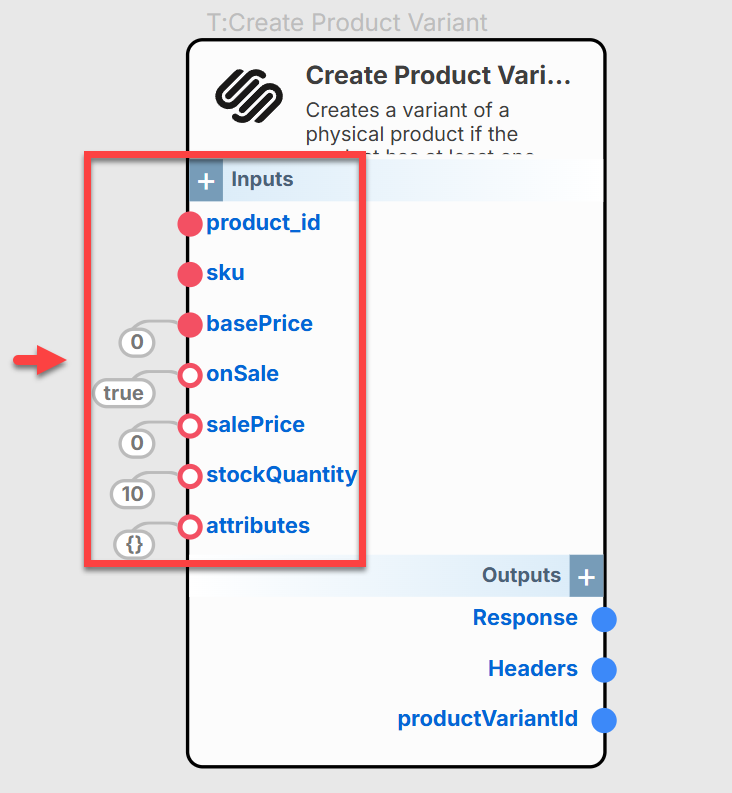 T:Create Product Variant
Create Product Vari...
Creates a variant of a
physical product if the
+ Inputs
product_id
sku
basePrice
0
onSale
true
salePrice
0
stockQuantity
10
attributes
{}
Outputs +
Response
Headers
productVariantId